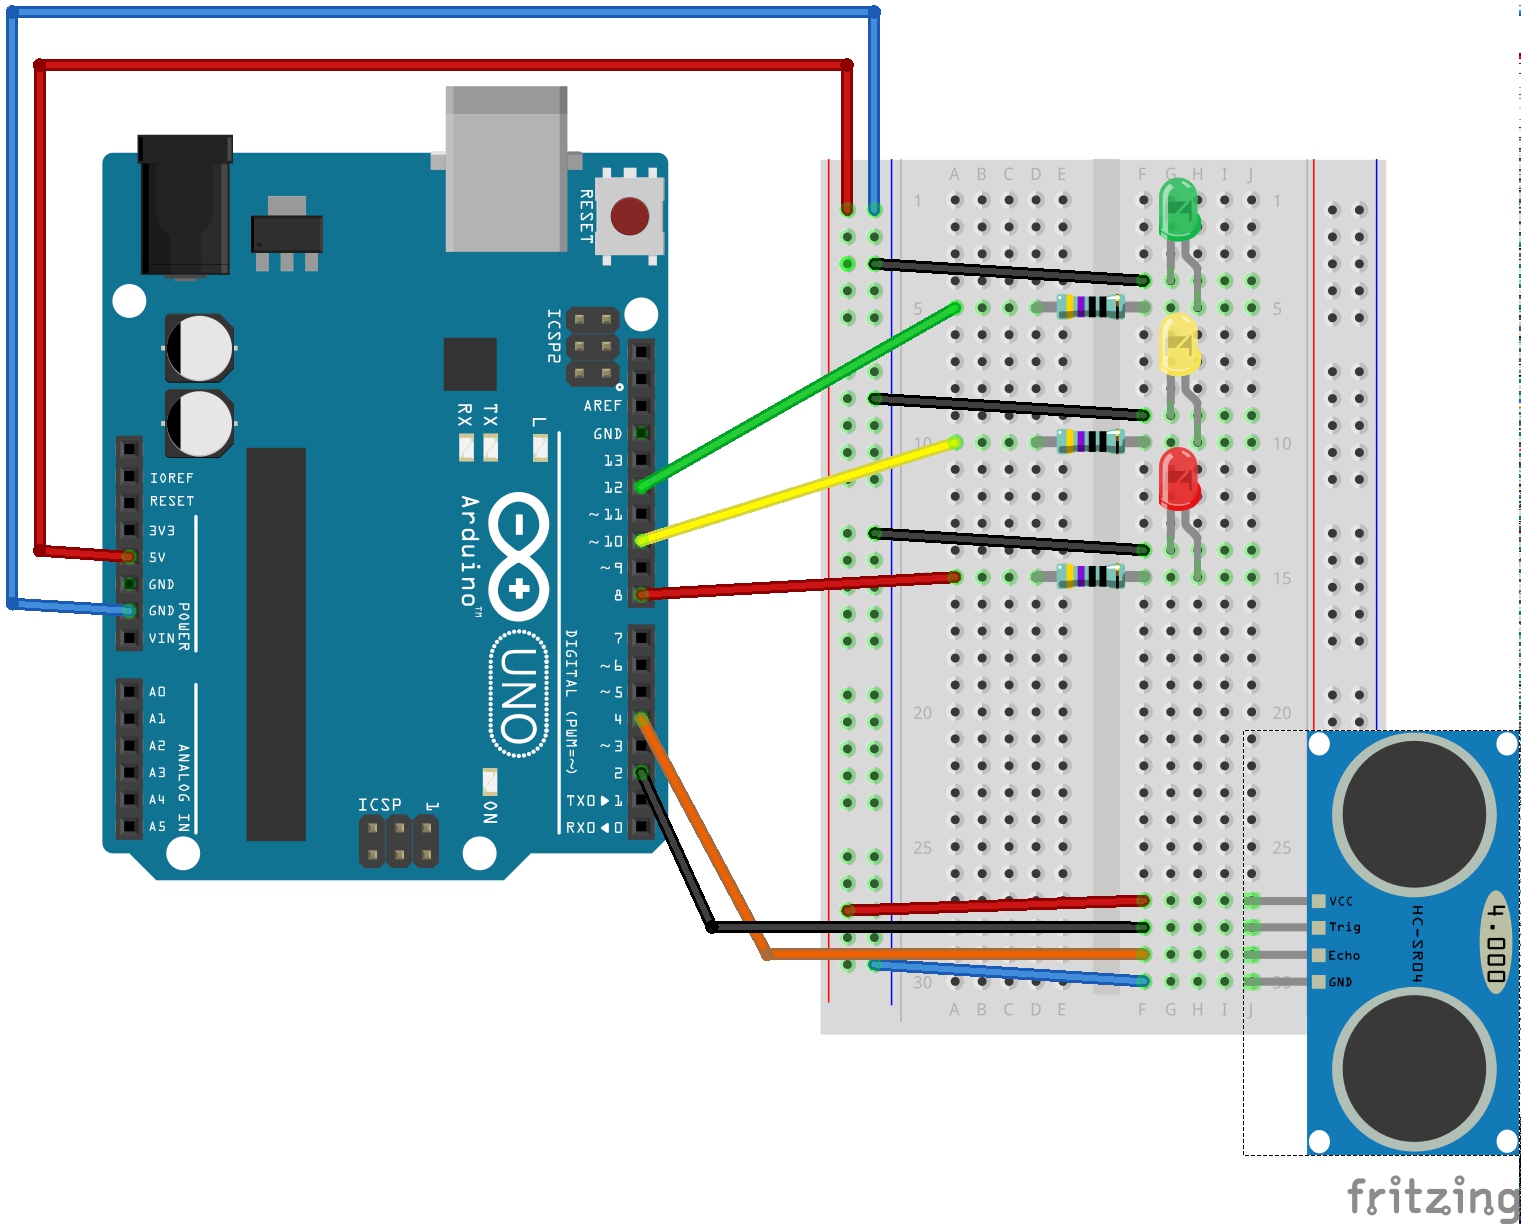 RESET
ICSP2
AREF
GND
13
12
~11
~10
~9
8
RX
TX
L
IOREF
RESET
3V3
5V
GND
GND
VIN
POWER
Arduino™
UNO
DIGITAL (PWM=~)
7
~6
~5
4
~3
2
TX0▶1
RX0◀0
A0
A1
A2
A3
A4
A5
ANALOG IN
ICSP
1
ON
A B C D E F G H I J
1 1
5 5
10 10
15 15
20 20
25 25
30 30
A B C D E F G H I J
VCC
Trig
Echo
GND
HC-SR04
4.000
fritzing